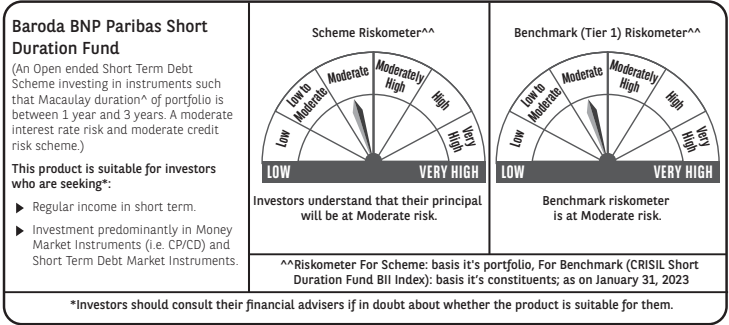 Baroda BNP Paribas Short
Duration Fund
(An Open ended Short Term Debt
Scheme investing in instruments such
that Macaulay duration^ of portfolio is
between 1 year and 3 years. A moderate
interest rate risk and moderate credit
risk scheme.)
This product is suitable for investors
who are seeking*:
Regular income in short term.
Investment predominantly in Money
Market Instruments (i.e. CP/CD) and
Short Term Debt Market Instruments.
Scheme Riskometer^^
Low
Low to
Moderate
Moderate
Moderately
High
High
Very
High
LOW
VERY HIGH
Investors understand that their principal
will be at Moderate risk.
Benchmark (Tier 1) Riskometer^^
Low
Low to
Moderate
Moderate
Moderately
High
High
Very
High
LOW
VERY HIGH
Benchmark riskometer
is at Moderate risk.
^^Riskometer For Scheme: basis it's portfolio, For Benchmark (CRISIL Short
Duration Fund BII Index): basis it's constituents; as on January 31, 2023
*Investors should consult their financial advisers if in doubt about whether the product is suitable for them.